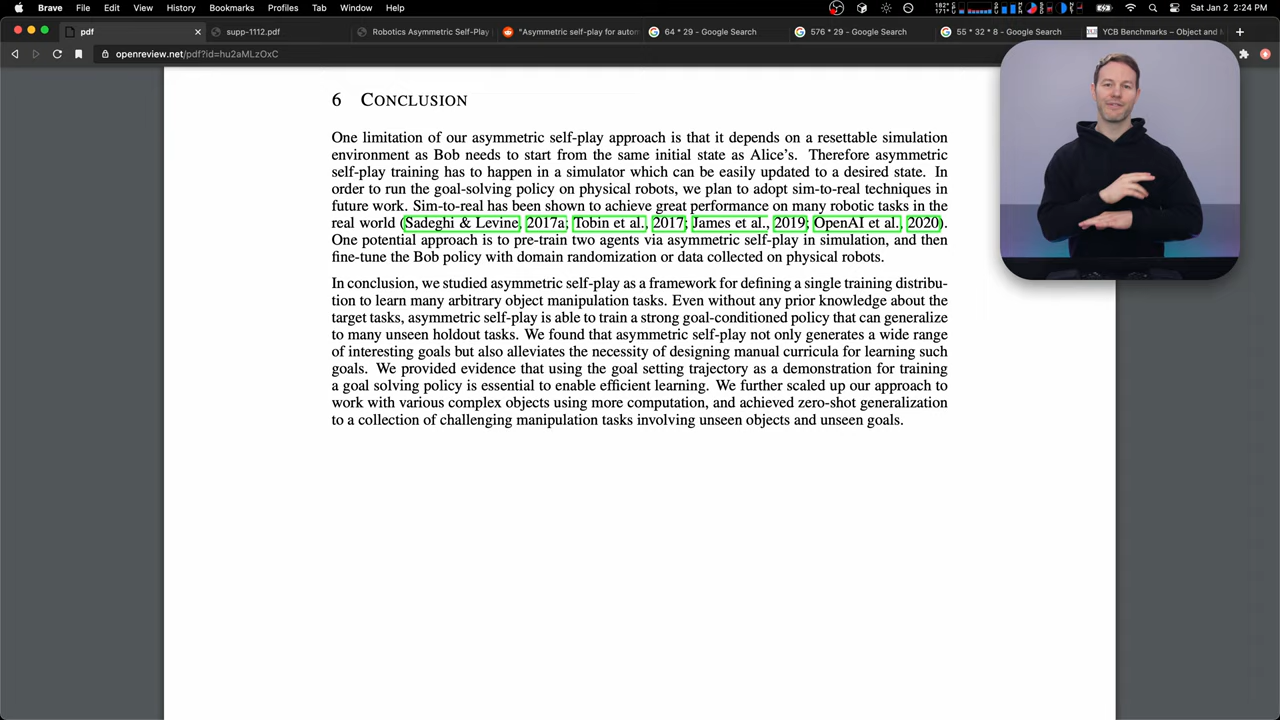 Brave File Edit View History Bookmarks Profiles Tab Window Help Sat Jan 2 2:24 PM
pdf supp-1112.pdf Robotics Asymmetric Self-Play "Asymmetric self-play for autom 64 * 29 - Google Search 576 * 29 - Google Search 55 * 32 * 8 - Google Search YCB Benchmarks – Object and M
openreview.net/pdf?id=hu2aMLzOxC
6 CONCLUSION
One limitation of our asymmetric self-play approach is that it depends on a resettable simulation
environment as Bob needs to start from the same initial state as Alice's. Therefore asymmetric
self-play training has to happen in a simulator which can be easily updated to a desired state. In
order to run the goal-solving policy on physical robots, we plan to adopt sim-to-real techniques in
future work. Sim-to-real has been shown to achieve great performance on many robotic tasks in the
real world (Sadeghi & Levine, 2017a; Tobin et al., 2017; James et al., 2019; OpenAI et al., 2020).
One potential approach is to pre-train two agents via asymmetric self-play in simulation, and then
fine-tune the Bob policy with domain randomization or data collected on physical robots.
In conclusion, we studied asymmetric self-play as a framework for defining a single training distribu-
tion to learn many arbitrary object manipulation tasks. Even without any prior knowledge about the
target tasks, asymmetric self-play is able to train a strong goal-conditioned policy that can generalize
to many unseen holdout tasks. We found that asymmetric self-play not only generates a wide range
of interesting goals but also alleviates the necessity of designing manual curricula for learning such
goals. We provided evidence that using the goal setting trajectory as a demonstration for training
a goal solving policy is essential to enable efficient learning. We further scaled up our approach to
work with various complex objects using more computation, and achieved zero-shot generalization
to a collection of challenging manipulation tasks involving unseen objects and unseen goals.